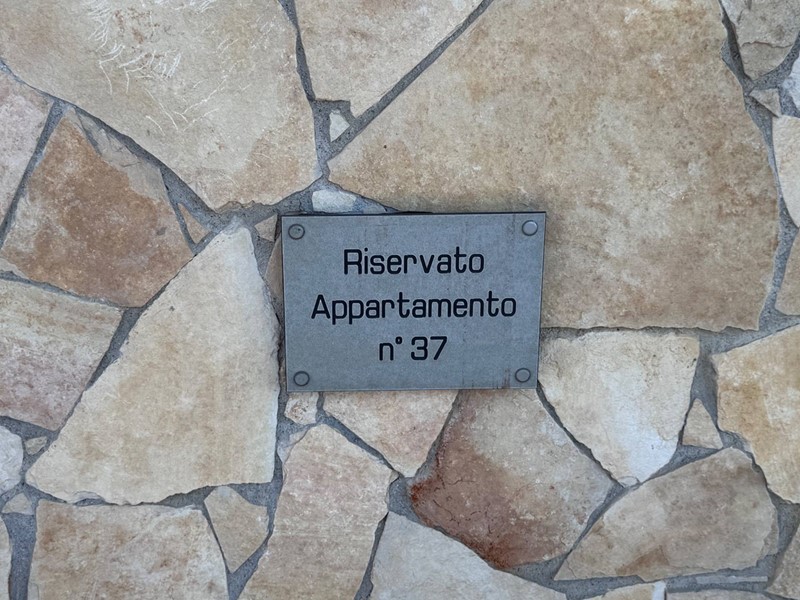 Riservato
Appartamento
n° 37